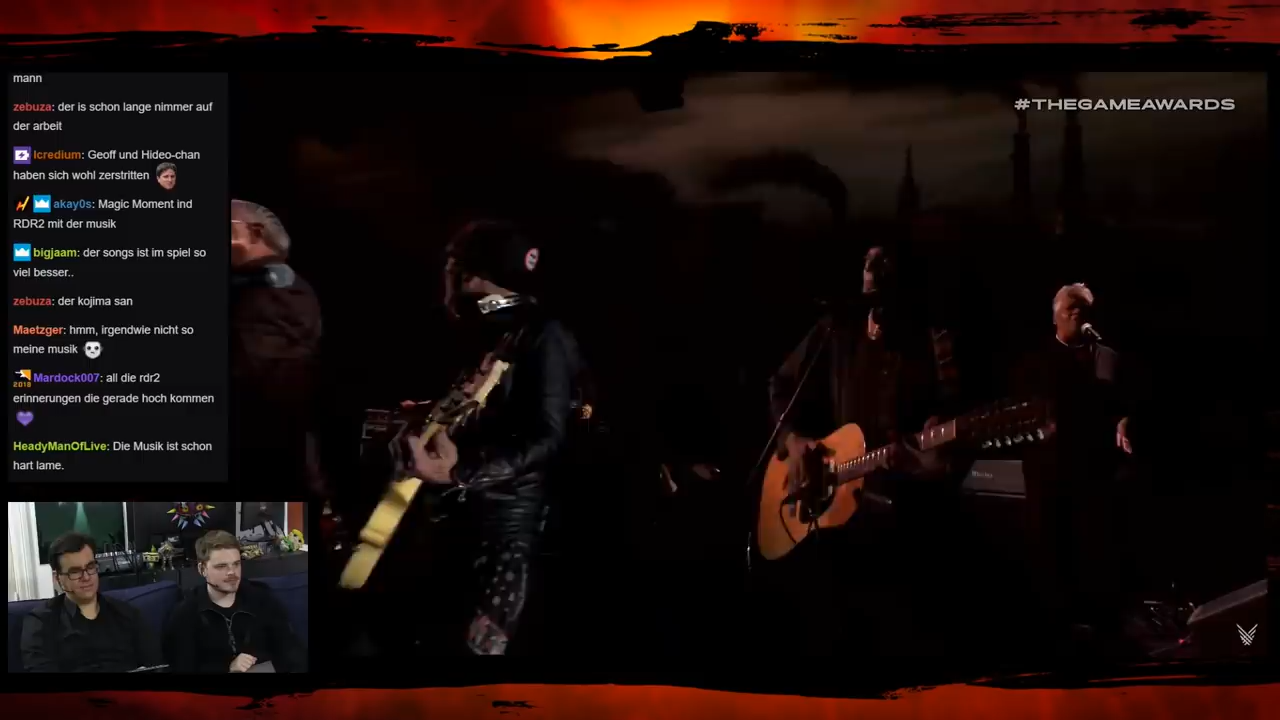 mann
zebuza: der is schon lange nimmer auf
der arbeit
Icredium: Geoff und Hideo-chan
haben sich wohl zerstritten
akay0s: Magic Moment ind
RDR2 mit der musik
bigjaam: der songs ist im spiel so
viel besser..
zebuza: der kojima san
Maetzger: hmm, irgendwie nicht so
meine musik
Mardock007: all die rdr2
erinnerungen die gerade hoch kommen
HeadyManOfLive: Die Musik ist schon
hart lame.
#THEGAMEAWARDS